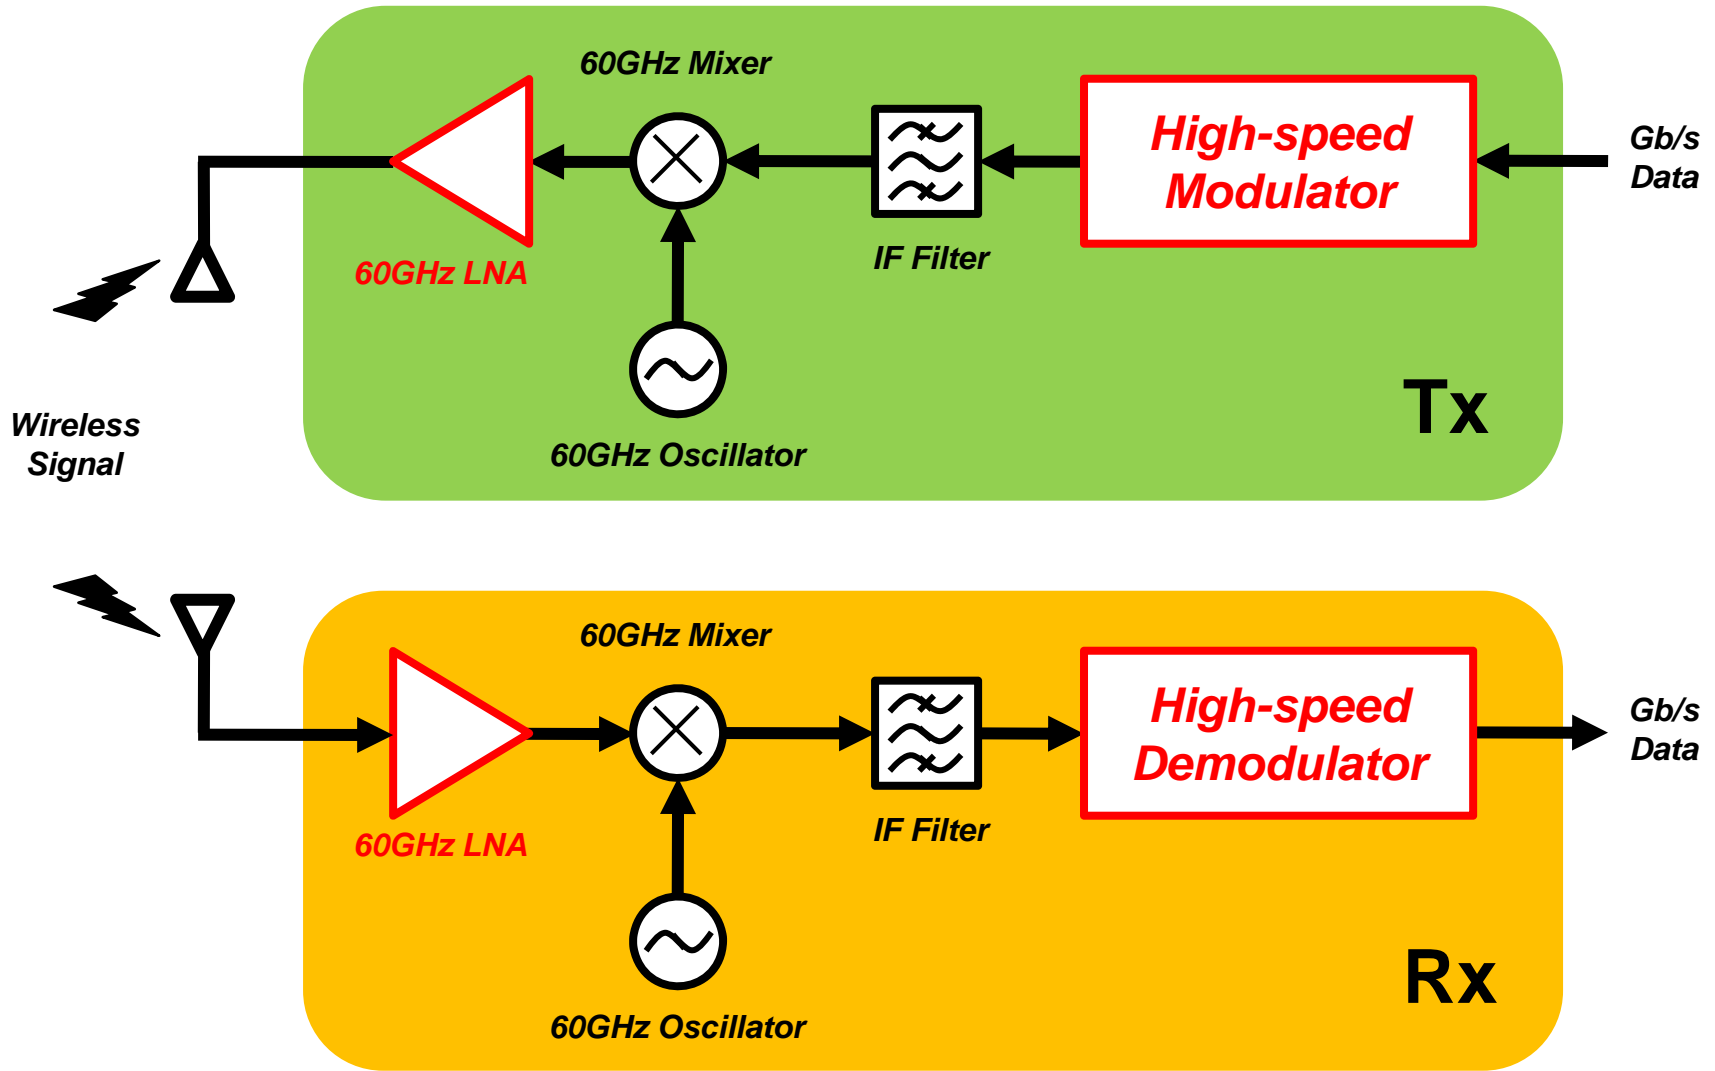 60GHz Mixer
High-speed
Modulator
Gb/s
Data
IF Filter
60GHz LNA
Tx
Wireless
Signal
60GHz Oscillator
60GHz Mixer
High-speed
Demodulator
Gb/s
Data
IF Filter
60GHz LNA
Rx
60GHz Oscillator